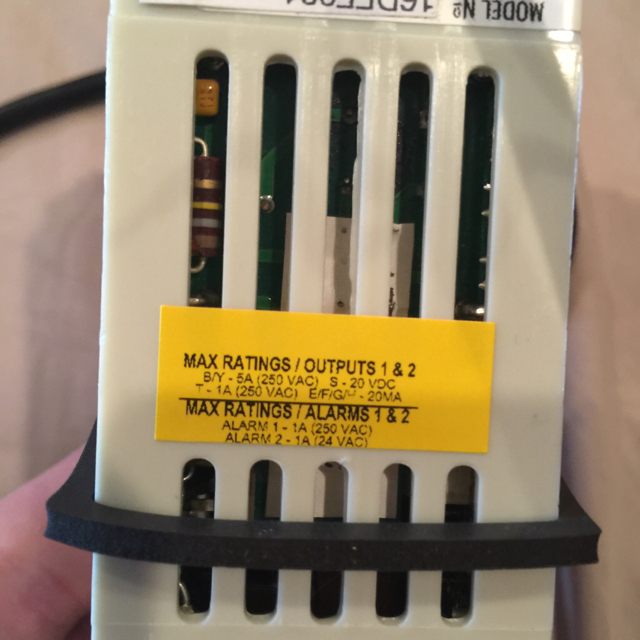 MODEL Nº
MAX RATINGS / OUTPUTS 1 & 2
B/Y - 5A (250 VAC) S - 20 VDC
T - 1A (250 VAC) E/F/G/H - 20MA
MAX RATINGS / ALARMS 1 & 2
ALARM 1 - 1A (250 VAC)
ALARM 2 - 1A (24 VAC)